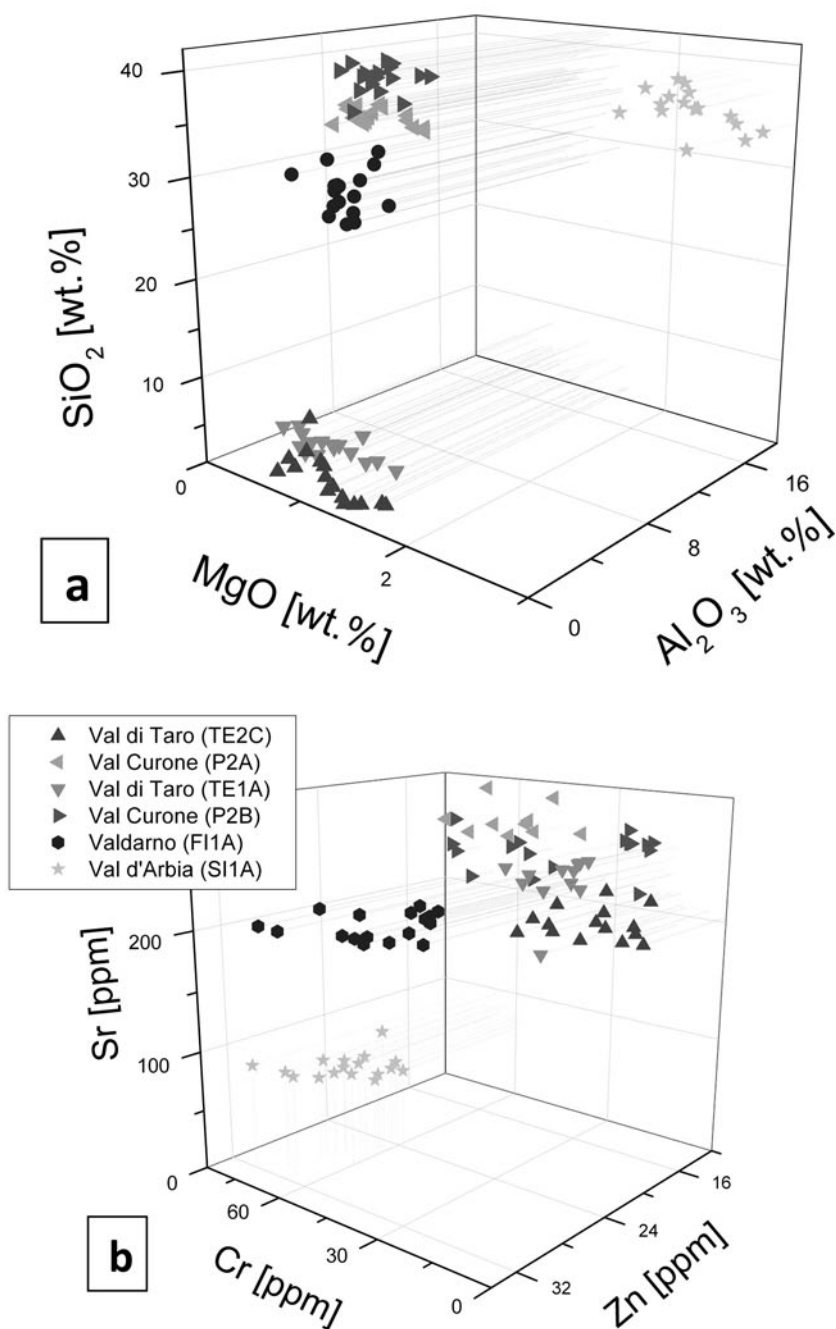 40
30
20
10
SiO₂ [wt.%]
0
2
MgO [wt.%]
0
8
16
Al₂O₃ [wt.%]
a
Val di Taro (TE2C)
Val Curone (P2A)
Val di Taro (TE1A)
Val Curone (P2B)
Valdarno (FI1A)
Val d'Arbia (SI1A)
200
100
0
Sr [ppm]
60
30
0
Cr [ppm]
32
24
16
Zn [ppm]
b